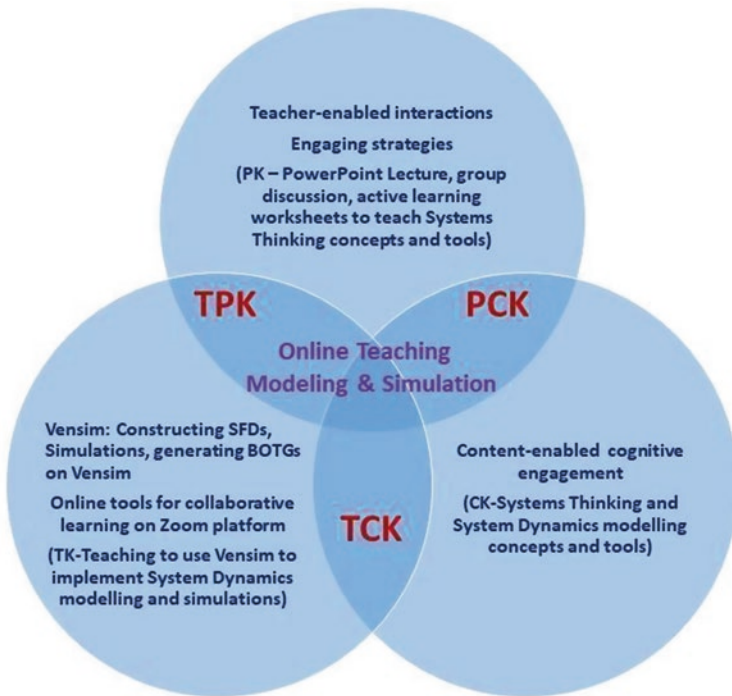 Teacher-enabled interactions
Engaging strategies
(PK – PowerPoint Lecture, group
discussion, active learning
worksheets to teach Systems
Thinking concepts and tools)
TPK
PCK
Online Teaching
Modeling & Simulation
Vensim: Constructing SFDs,
Simulations, generating BOTGs
on Vensim
Online tools for collaborative
learning on Zoom platform
(TK-Teaching to use Vensim to
implement System Dynamics
modelling and simulations)
TCK
Content-enabled cognitive
engagement
(CK-Systems Thinking and
System Dynamics modelling
concepts and tools)